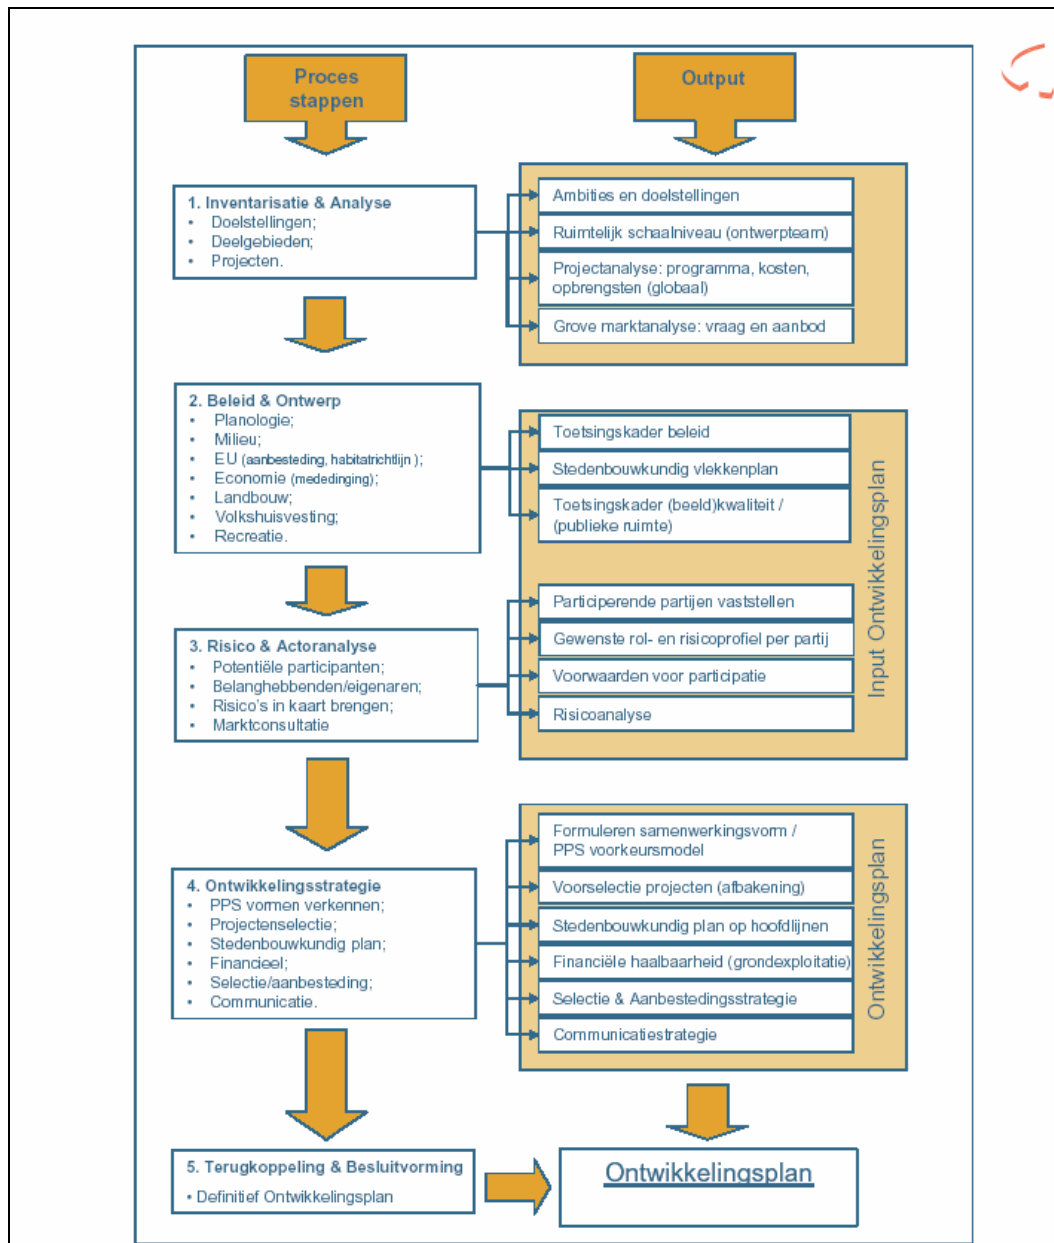 Proces
stappen
Output
1. Inventarisatie & Analyse
• Doelstellingen;
• Deelgebieden;
• Projecten.
Ambities en doelstellingen
Ruimtelijk schaalniveau (ontwerpteam)
Projectanalyse: programma, kosten,
opbrengsten (globaal)
Grove marktanalyse: vraag en aanbod
2. Beleid & Ontwerp
• Planologie;
• Milieu;
• EU (aanbesteding, habitatrichtlijn );
• Economie (mededinging);
• Landbouw;
• Volkshuisvesting;
• Recreatie.
Toetsingskader beleid
Stedenbouwkundig vlekkenplan
Toetsingskader (beeld)kwaliteit /
(publieke ruimte)
3. Risico & Actoranalyse
• Potentiële participanten;
• Belanghebbenden/eigenaren;
• Risico's in kaart brengen;
• Marktconsultatie
Participerende partijen vaststellen
Gewenste rol- en risicoprofiel per partij
Voorwaarden voor participatie
Risicoanalyse
Input Ontwikkelingsplan
4. Ontwikkelingsstrategie
• PPS vormen verkennen;
• Projectenselectie;
• Stedenbouwkundig plan;
• Financieel;
• Selectie/aanbesteding;
• Communicatie.
Formuleren samenwerkingsvorm /
PPS voorkeursmodel
Voorselectie projecten (afbakening)
Stedenbouwkundig plan op hoofdlijnen
Financiële haalbaarheid (grondexploitatie)
Selectie & Aanbestedingsstrategie
Communicatiestrategie
Ontwikkelingsplan
5. Terugkoppeling & Besluitvorming
• Definitief Ontwikkelingsplan
Ontwikkelingsplan